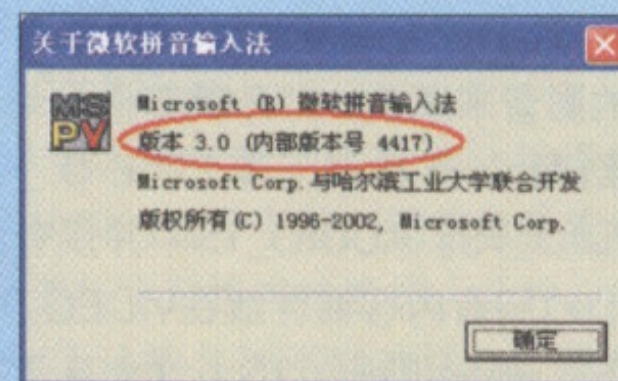 关于微软拼音输入法
MSPY
Microsoft (R) 微软拼音输入法
版本 3.0 (内部版本号 4417)
Microsoft Corp.与哈尔滨工业大学联合开发
版权所有(C) 1996-2002, Microsoft Corp.
确定